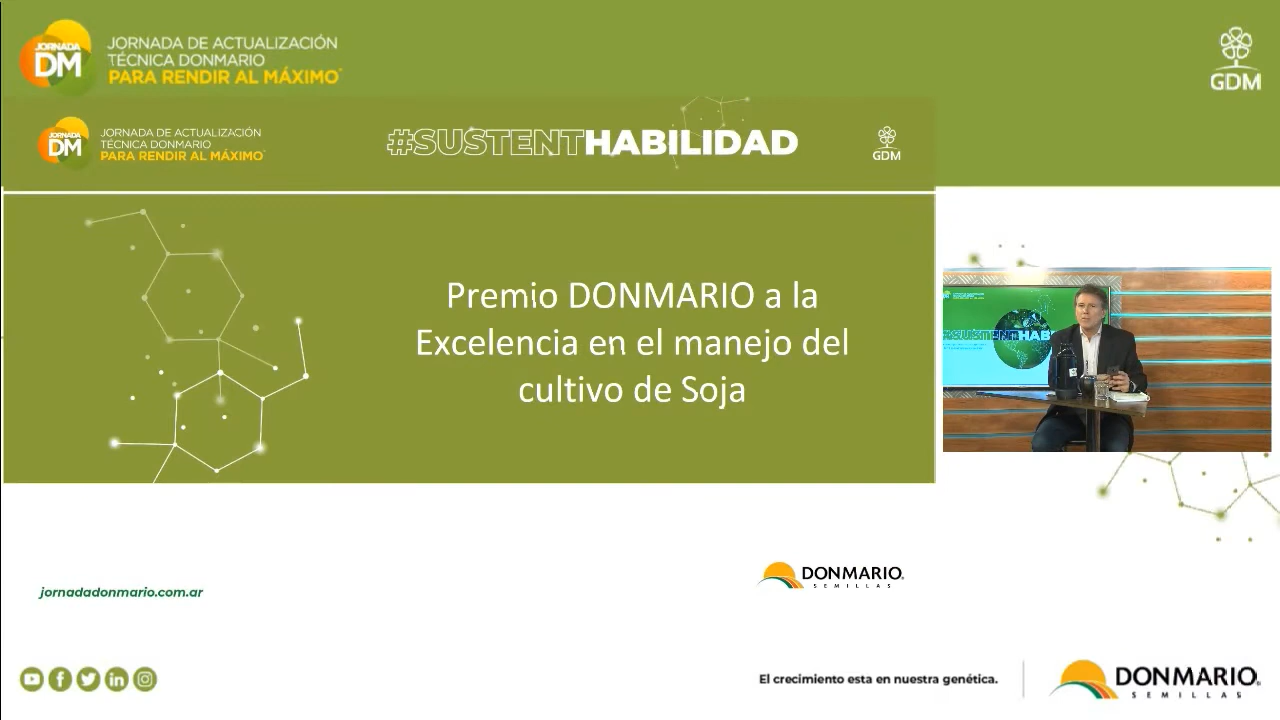 JORNADA
DM
JORNADA DE ACTUALIZACIÓN
TÉCNICA DONMARIO
PARA RENDIR AL MÁXIMO
GDM
JORNADA
DM
JORNADA DE ACTUALIZACIÓN
TÉCNICA DONMARIO
PARA RENDIR AL MÁXIMO
#SUSTENTHABILIDAD
GDM
Premio DONMARIO a la
Excelencia en el manejo del
cultivo de Soja
#SUSTENTHAB
jornadadonmario.com.ar
DONMARIO
SEMILLAS
El crecimiento esta en nuestra genética.
DONMARIO
SEMILLAS